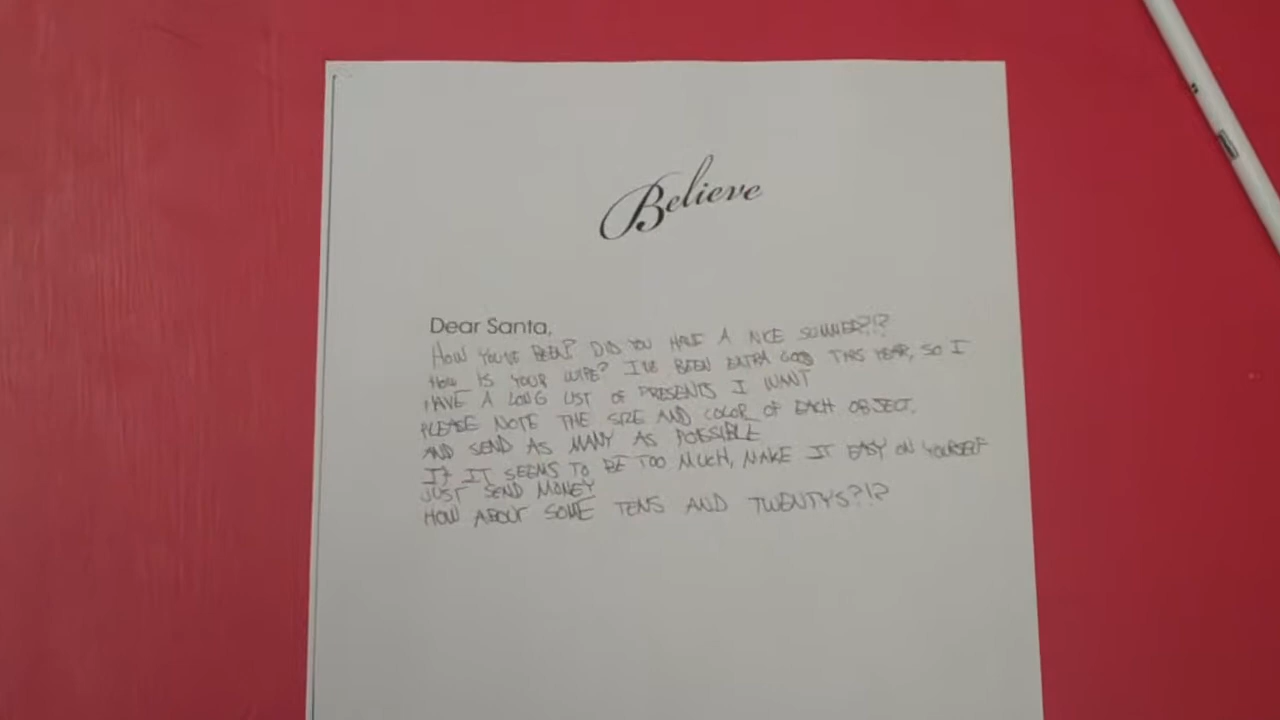 Believe
Dear Santa,
HOW YOU'VE BEEN? DID YOU HAVE A NICE SUMMER?!?
HOW IS YOUR WIFE? I'VE BEEN EXTRA GOOD THIS YEAR, SO I
HAVE A LONG LIST OF PRESENTS I WANT
PLEASE NOTE THE SIZE AND COLOR OF EACH OBJECT,
AND SEND AS MANY AS POSSIBLE
IF IT SEEMS TO BE TOO MUCH, MAKE IT EASY ON YOURSELF
JUST SEND MONEY
HOW ABOUT SOME TENS AND TWENTYS?!?